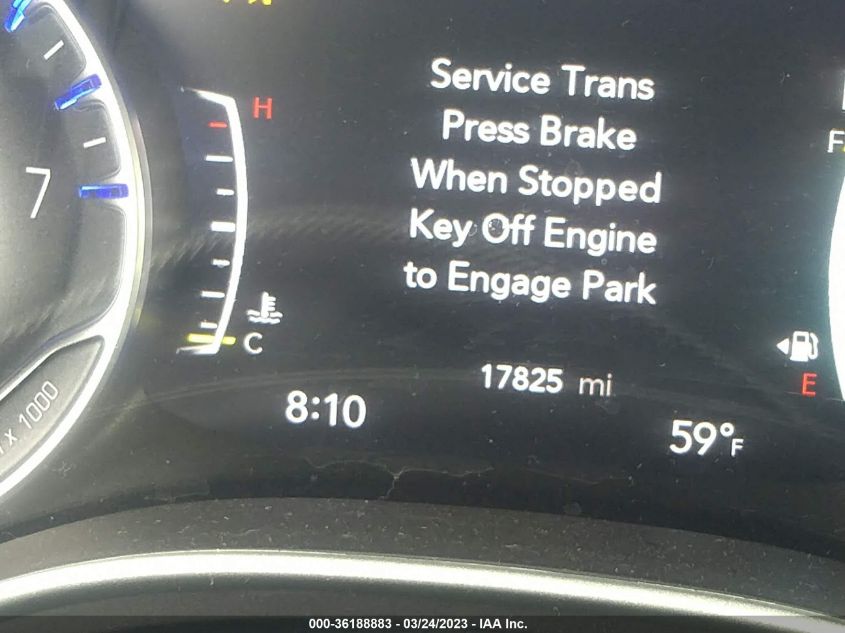 Service Trans
H
Press Brake
F
When Stopped
7
Key Off Engine
to Engage Park
C
17825 mi
E
8:10
x 1000
59°F
000-36188883 - 03/24/2023 - IAA Inc.